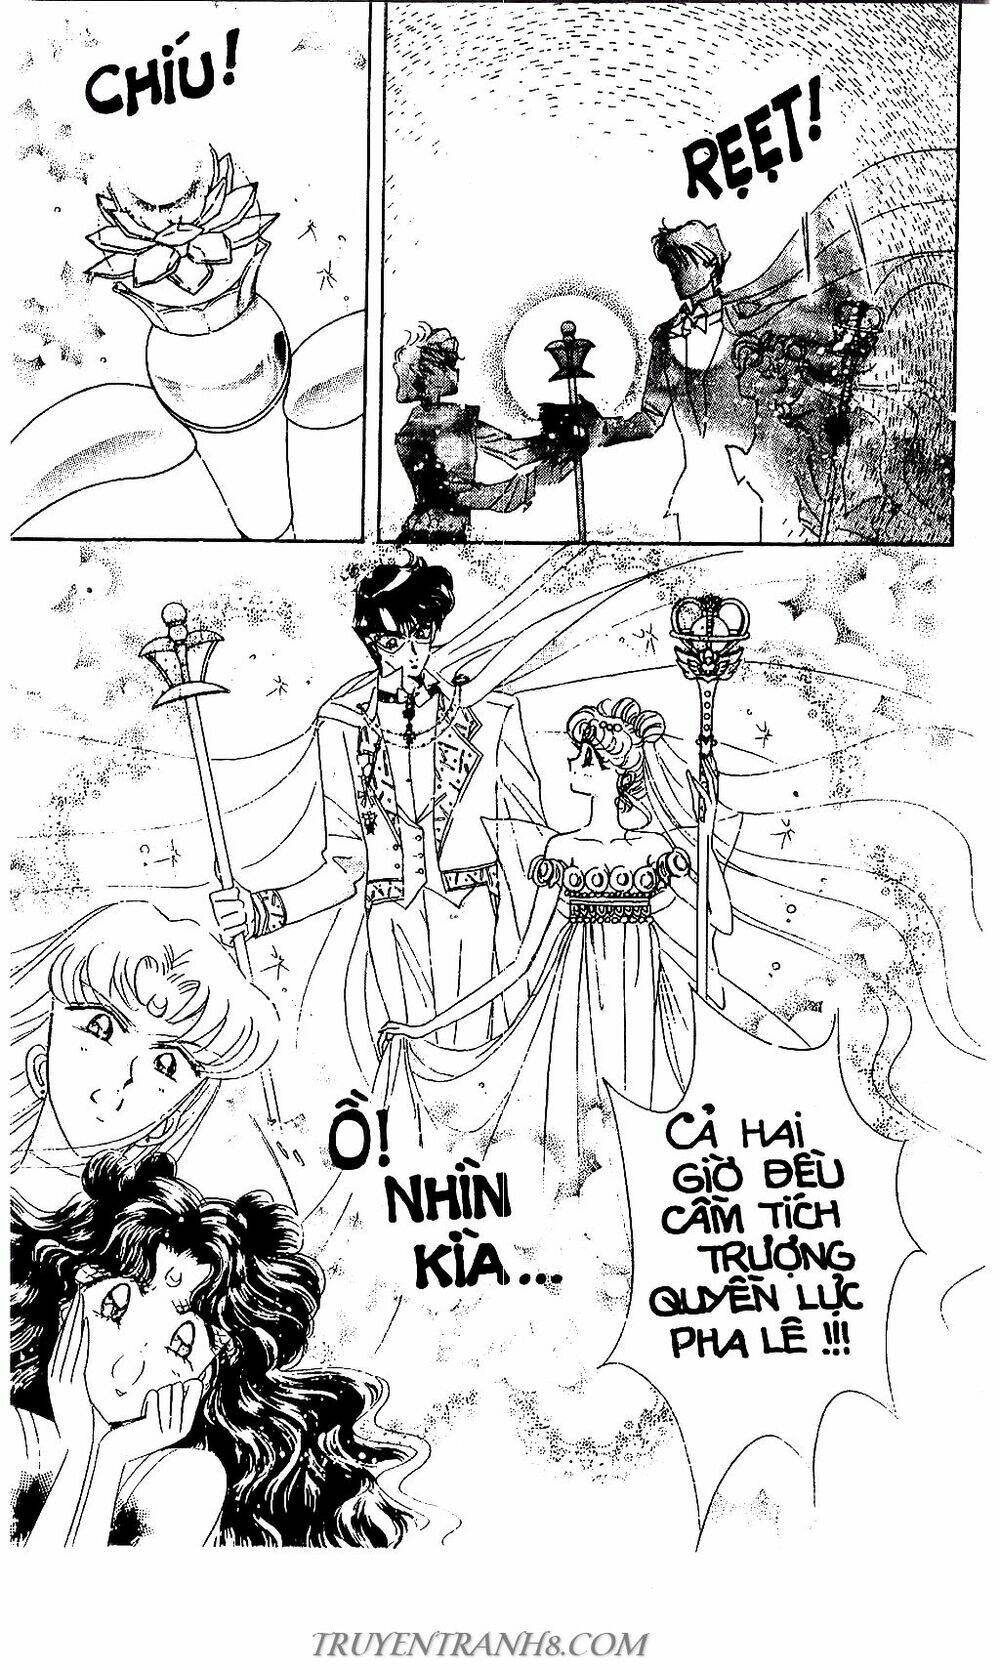 CHÍU!
RẸẸT!
Ồ!
NHÌN
KÌA...
CẢ HAI
GIỜ ĐỀU
CẦM TÍCH
TRƯỢNG
QUYỀN LỰC
PHA LÊ !!!
TRUYENTRANH8.COM